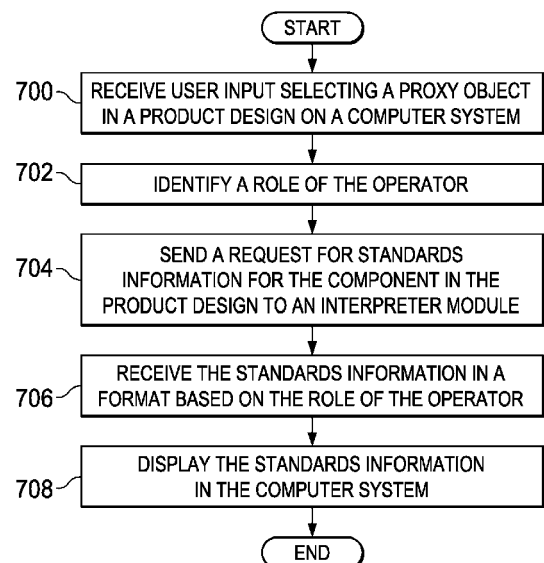 START
700
RECEIVE USER INPUT SELECTING A PROXY OBJECT
IN A PRODUCT DESIGN ON A COMPUTER SYSTEM
702
IDENTIFY A ROLE OF THE OPERATOR
704
SEND A REQUEST FOR STANDARDS
INFORMATION FOR THE COMPONENT IN THE
PRODUCT DESIGN TO AN INTERPRETER MODULE
706
RECEIVE THE STANDARDS INFORMATION IN A
FORMAT BASED ON THE ROLE OF THE OPERATOR
708
DISPLAY THE STANDARDS INFORMATION
IN THE COMPUTER SYSTEM
END